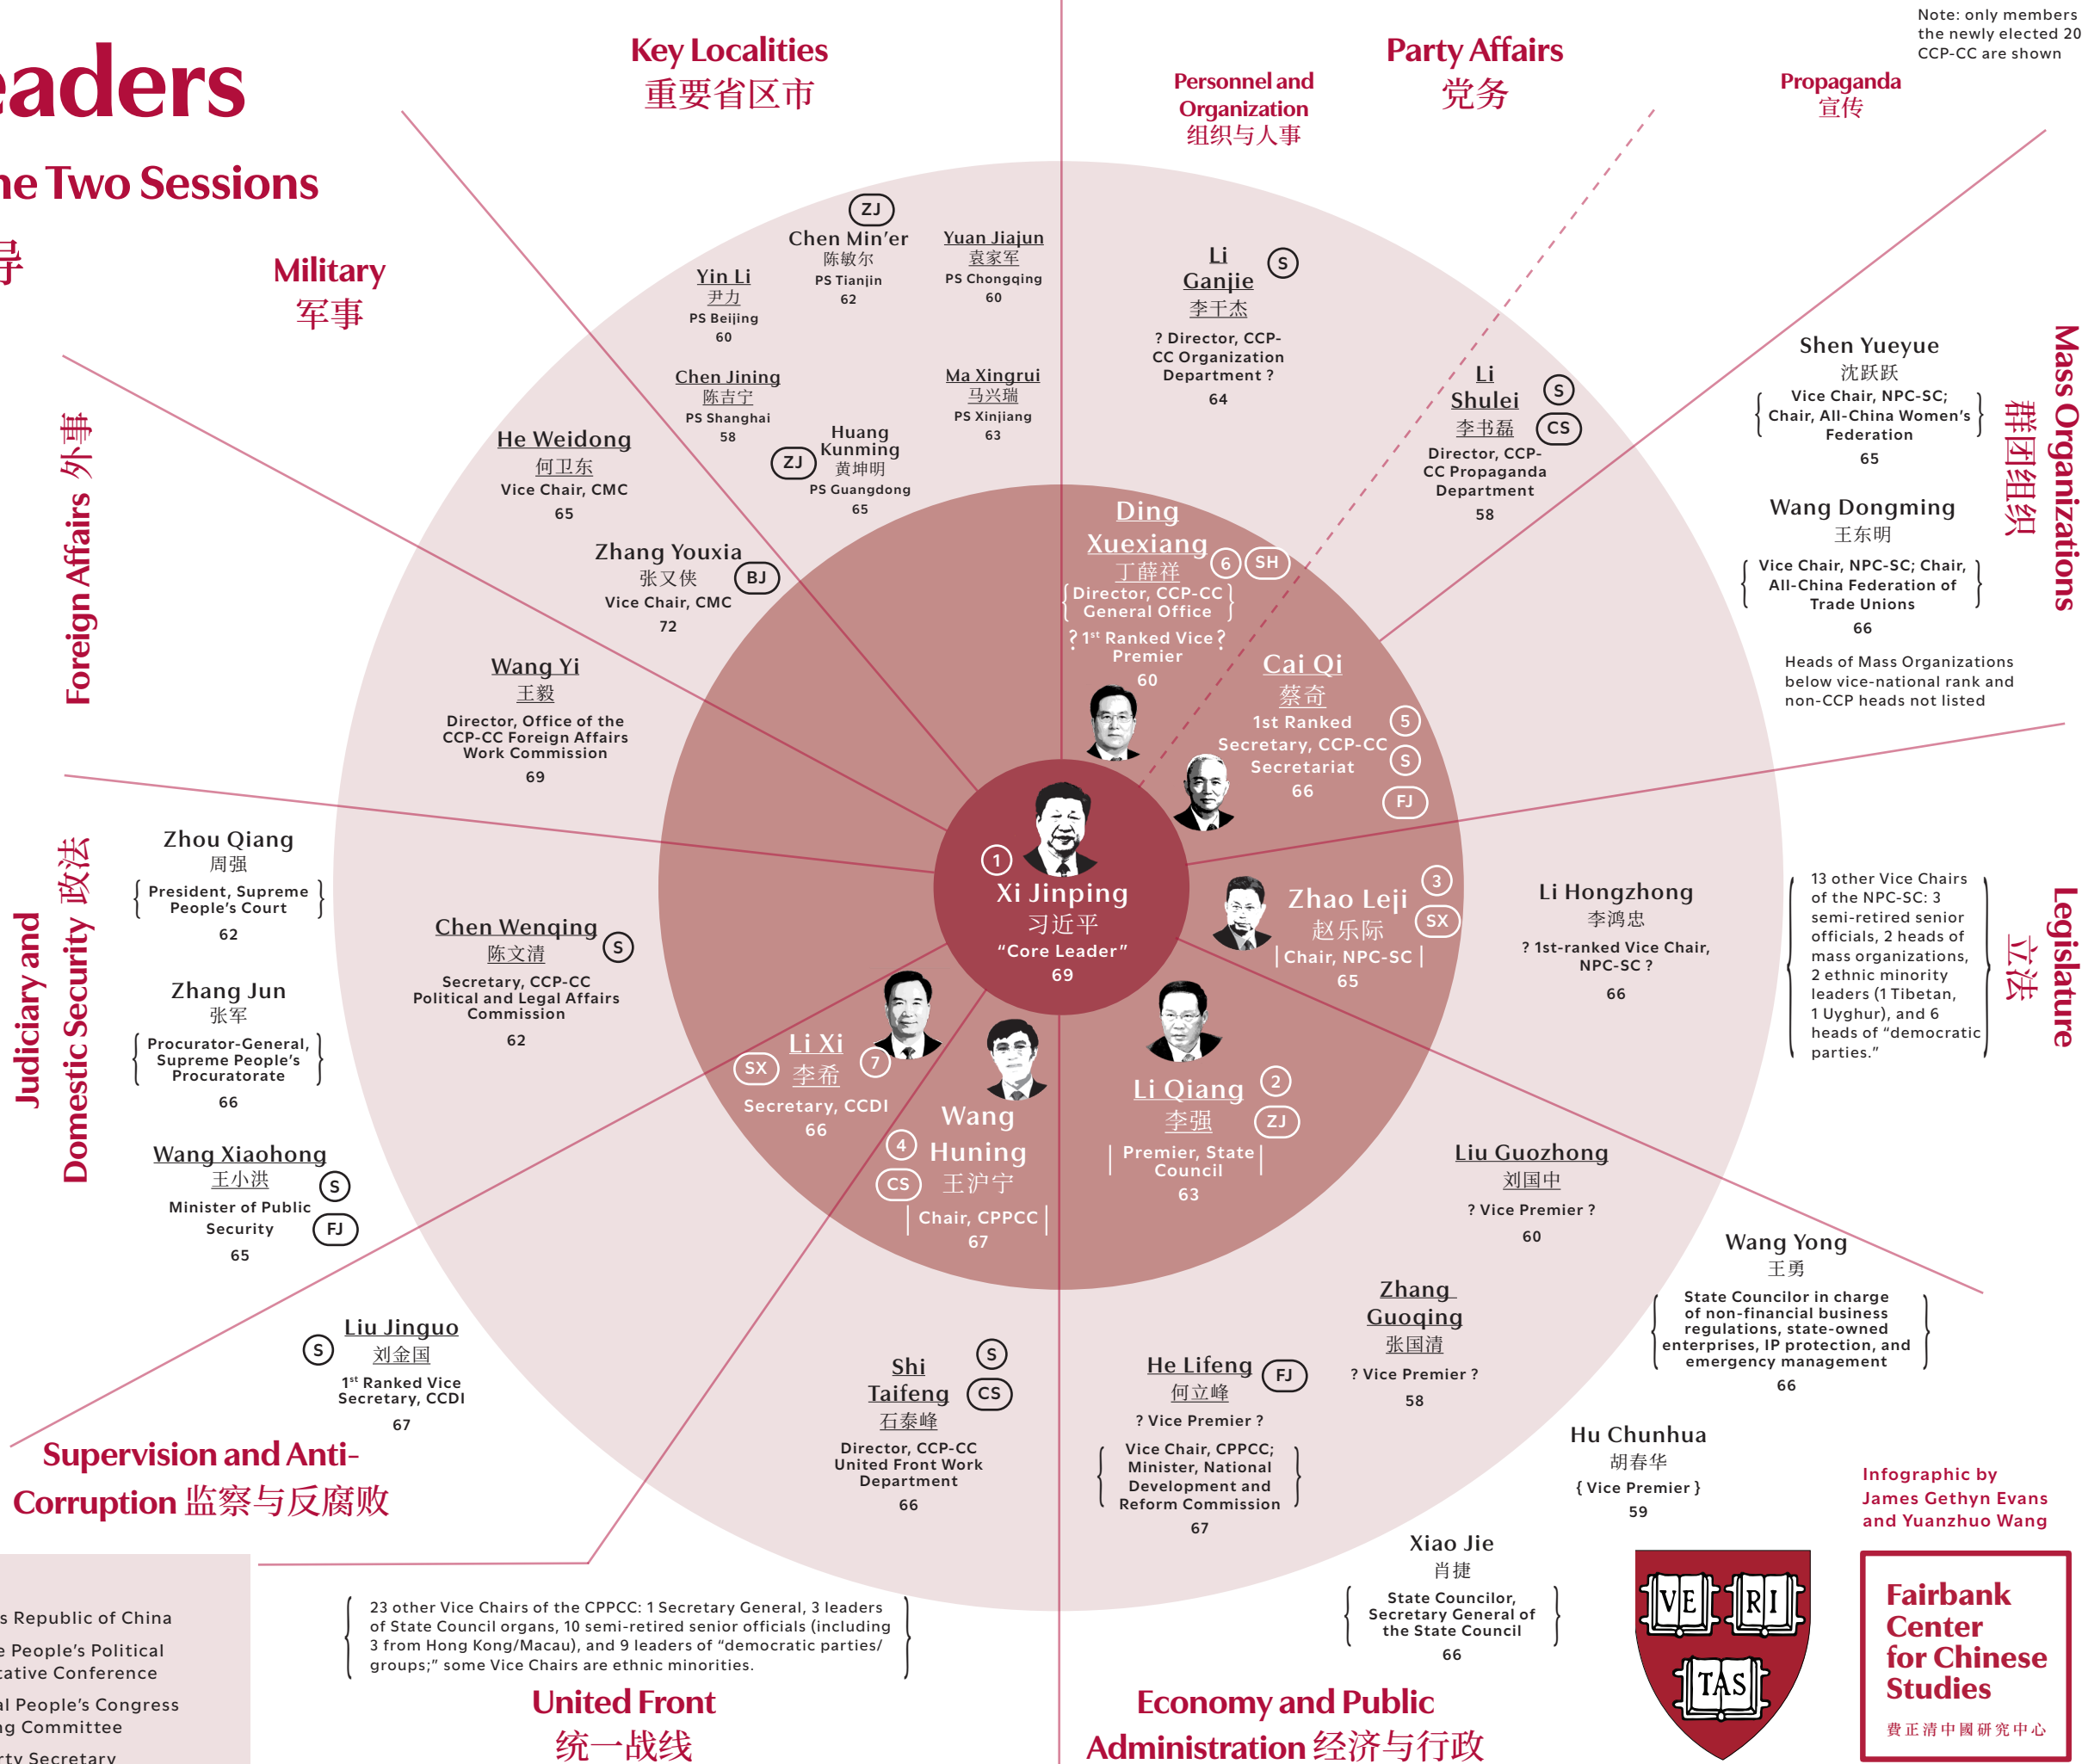 eaders
ne Two Sessions
导
Note: only members
the newly elected 20
CCP-CC are shown
Key Localities
重要省区市
Party Affairs
党务
Personnel and
Organization
组织与人事
Propaganda
宣传
Military
军事
Foreign Affairs 外事
Mass Organizations
群团组织
Judiciary and
Domestic Security 政法
Legislature
立法
ZJ
Chen Min’er
陈敏尔
PS Tianjin
62
Yuan Jiajun
袁家军
PS Chongqing
60
Yin Li
尹力
PS Beijing
60
Chen Jining
陈吉宁
PS Shanghai
58
Ma Xingrui
马兴瑞
PS Xinjiang
63
ZJ
Huang
Kunming
黄坤明
PS Guangdong
65
Li
Ganjie
S
李干杰
? Director, CCP-
CC Organization
Department ?
64
Li
Shulei
S
李书磊
CS
Director, CCP-
CC Propaganda
Department
58
Shen Yueyue
沈跃跃
{ Vice Chair, NPC-SC;
Chair, All-China Women’s
Federation }
65
Wang Dongming
王东明
{ Vice Chair, NPC-SC; Chair,
All-China Federation of
Trade Unions }
66
Heads of Mass Organizations
below vice-national rank and
non-CCP heads not listed
He Weidong
何卫东
Vice Chair, CMC
65
Zhang Youxia
张又侠
BJ
Vice Chair, CMC
72
Wang Yi
王毅
Director, Office of the
CCP-CC Foreign Affairs
Work Commission
69
Ding
Xuexiang
丁薛祥
6
SH
{ Director, CCP-CC
General Office }
? 1st Ranked Vice ?
Premier
60
Cai Qi
蔡奇
1st Ranked
Secretary, CCP-CC
Secretariat
66
5
S
FJ
1
Xi Jinping
习近平
“Core Leader”
69
Zhao Leji
赵乐际
3
SX
| Chair, NPC-SC |
65
Li Hongzhong
李鸿忠
? 1st-ranked Vice Chair,
NPC-SC ?
66
{ 13 other Vice Chairs
of the NPC-SC: 3
semi-retired senior
officials, 2 heads of
mass organizations,
2 ethnic minority
leaders (1 Tibetan,
1 Uyghur), and 6
heads of “democratic
parties.” }
Zhou Qiang
周强
{ President, Supreme
People’s Court }
62
Zhang Jun
张军
{ Procurator-General,
Supreme People’s
Procuratorate }
66
Wang Xiaohong
王小洪
S
Minister of Public
Security
FJ
65
Chen Wenqing
陈文清
S
Secretary, CCP-CC
Political and Legal Affairs
Commission
62
Li Xi
李希
SX
7
Secretary, CCDI
66
Wang
Huning
王沪宁
4
CS
| Chair, CPPCC |
67
Li Qiang
李强
2
ZJ
| Premier, State
Council |
63
Liu Guozhong
刘国中
? Vice Premier ?
60
Zhang
Guoqing
张国清
? Vice Premier ?
58
Wang Yong
王勇
{ State Councilor in charge
of non-financial business
regulations, state-owned
enterprises, IP protection, and
emergency management }
66
Liu Jinguo
刘金国
S
1st Ranked Vice
Secretary, CCDI
67
Shi
Taifeng
石泰峰
S
CS
Director, CCP-CC
United Front Work
Department
66
He Lifeng
何立峰
FJ
? Vice Premier ?
{ Vice Chair, CPPCC;
Minister, National
Development and
Reform Commission }
67
Hu Chunhua
胡春华
{ Vice Premier }
59
Xiao Jie
肖捷
{ State Councilor,
Secretary General of
the State Council }
66
Supervision and Anti-
Corruption 监察与反腐败
{ 23 other Vice Chairs of the CPPCC: 1 Secretary General, 3 leaders
of State Council organs, 10 semi-retired senior officials (including
3 from Hong Kong/Macau), and 9 leaders of “democratic parties/
groups;” some Vice Chairs are ethnic minorities. }
United Front
统一战线
Economy and Public
Administration 经济与行政
s Republic of China
e People’s Political
tative Conference
al People’s Congress
ng Committee
rty Secretary
Infographic by
James Gethyn Evans
and Yuanzhuo Wang
VE RI
TAS
Fairbank
Center
for Chinese
Studies
費正清中國研究中心